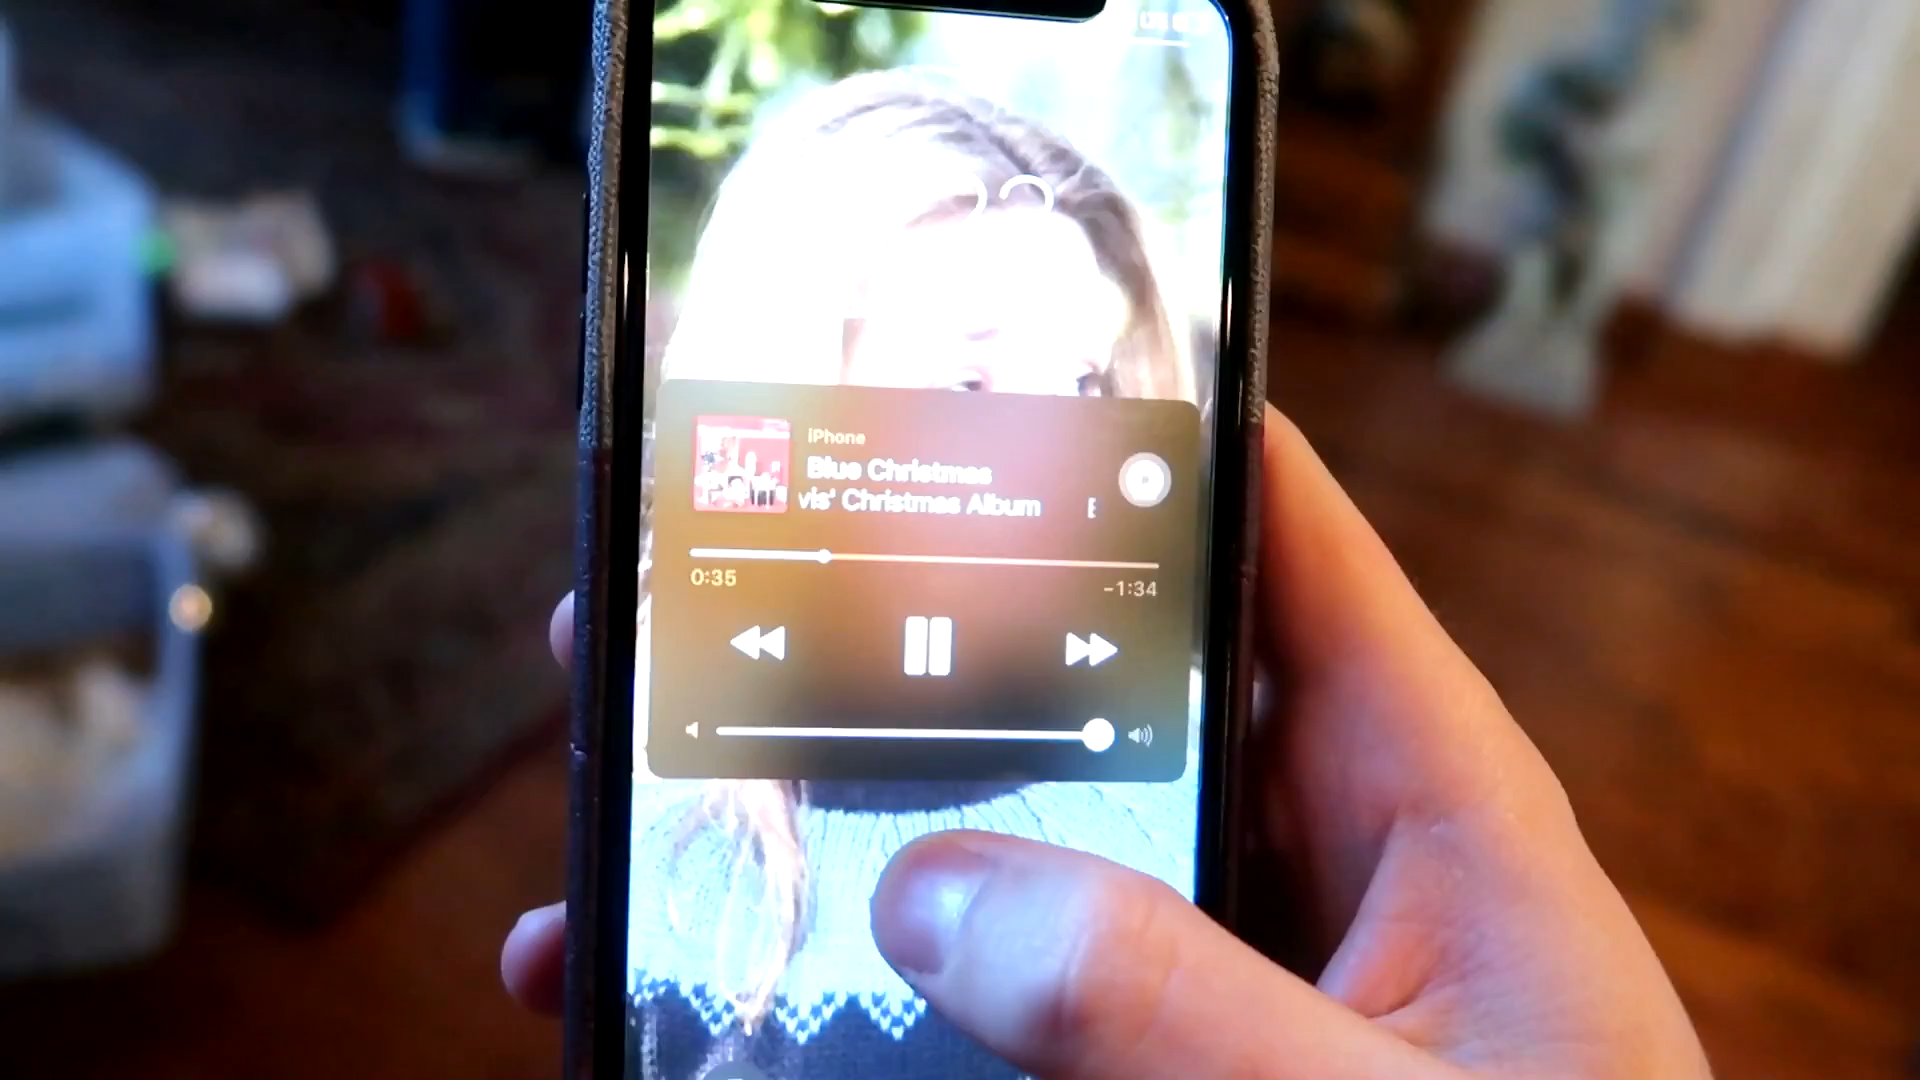 iPhone
Blue Christmas
vis' Christmas Album E
0:35
-1:34